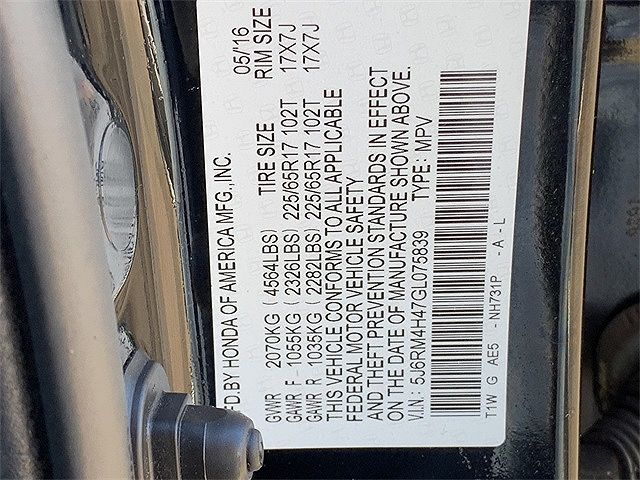 MFD.BY HONDA OF AMERICA MFG.,INC. 05/16
TIRE SIZE RIM SIZE
GVWR 2070KG ( 4564LBS)
GAWR F 1055KG ( 2326LBS) 225/65R17 102T 17X7J
GAWR R 1035KG ( 2282LBS) 225/65R17 102T 17X7J
THIS VEHICLE CONFORMS TO ALL APPLICABLE
FEDERAL MOTOR VEHICLE SAFETY
AND THEFT PREVENTION STANDARDS IN EFFECT
ON THE DATE OF MANUFACTURE SHOWN ABOVE.
V.I.N.: 5J6RM4H47GL075839 TYPE: MPV
T1W G AE5 -NH731P -A-L